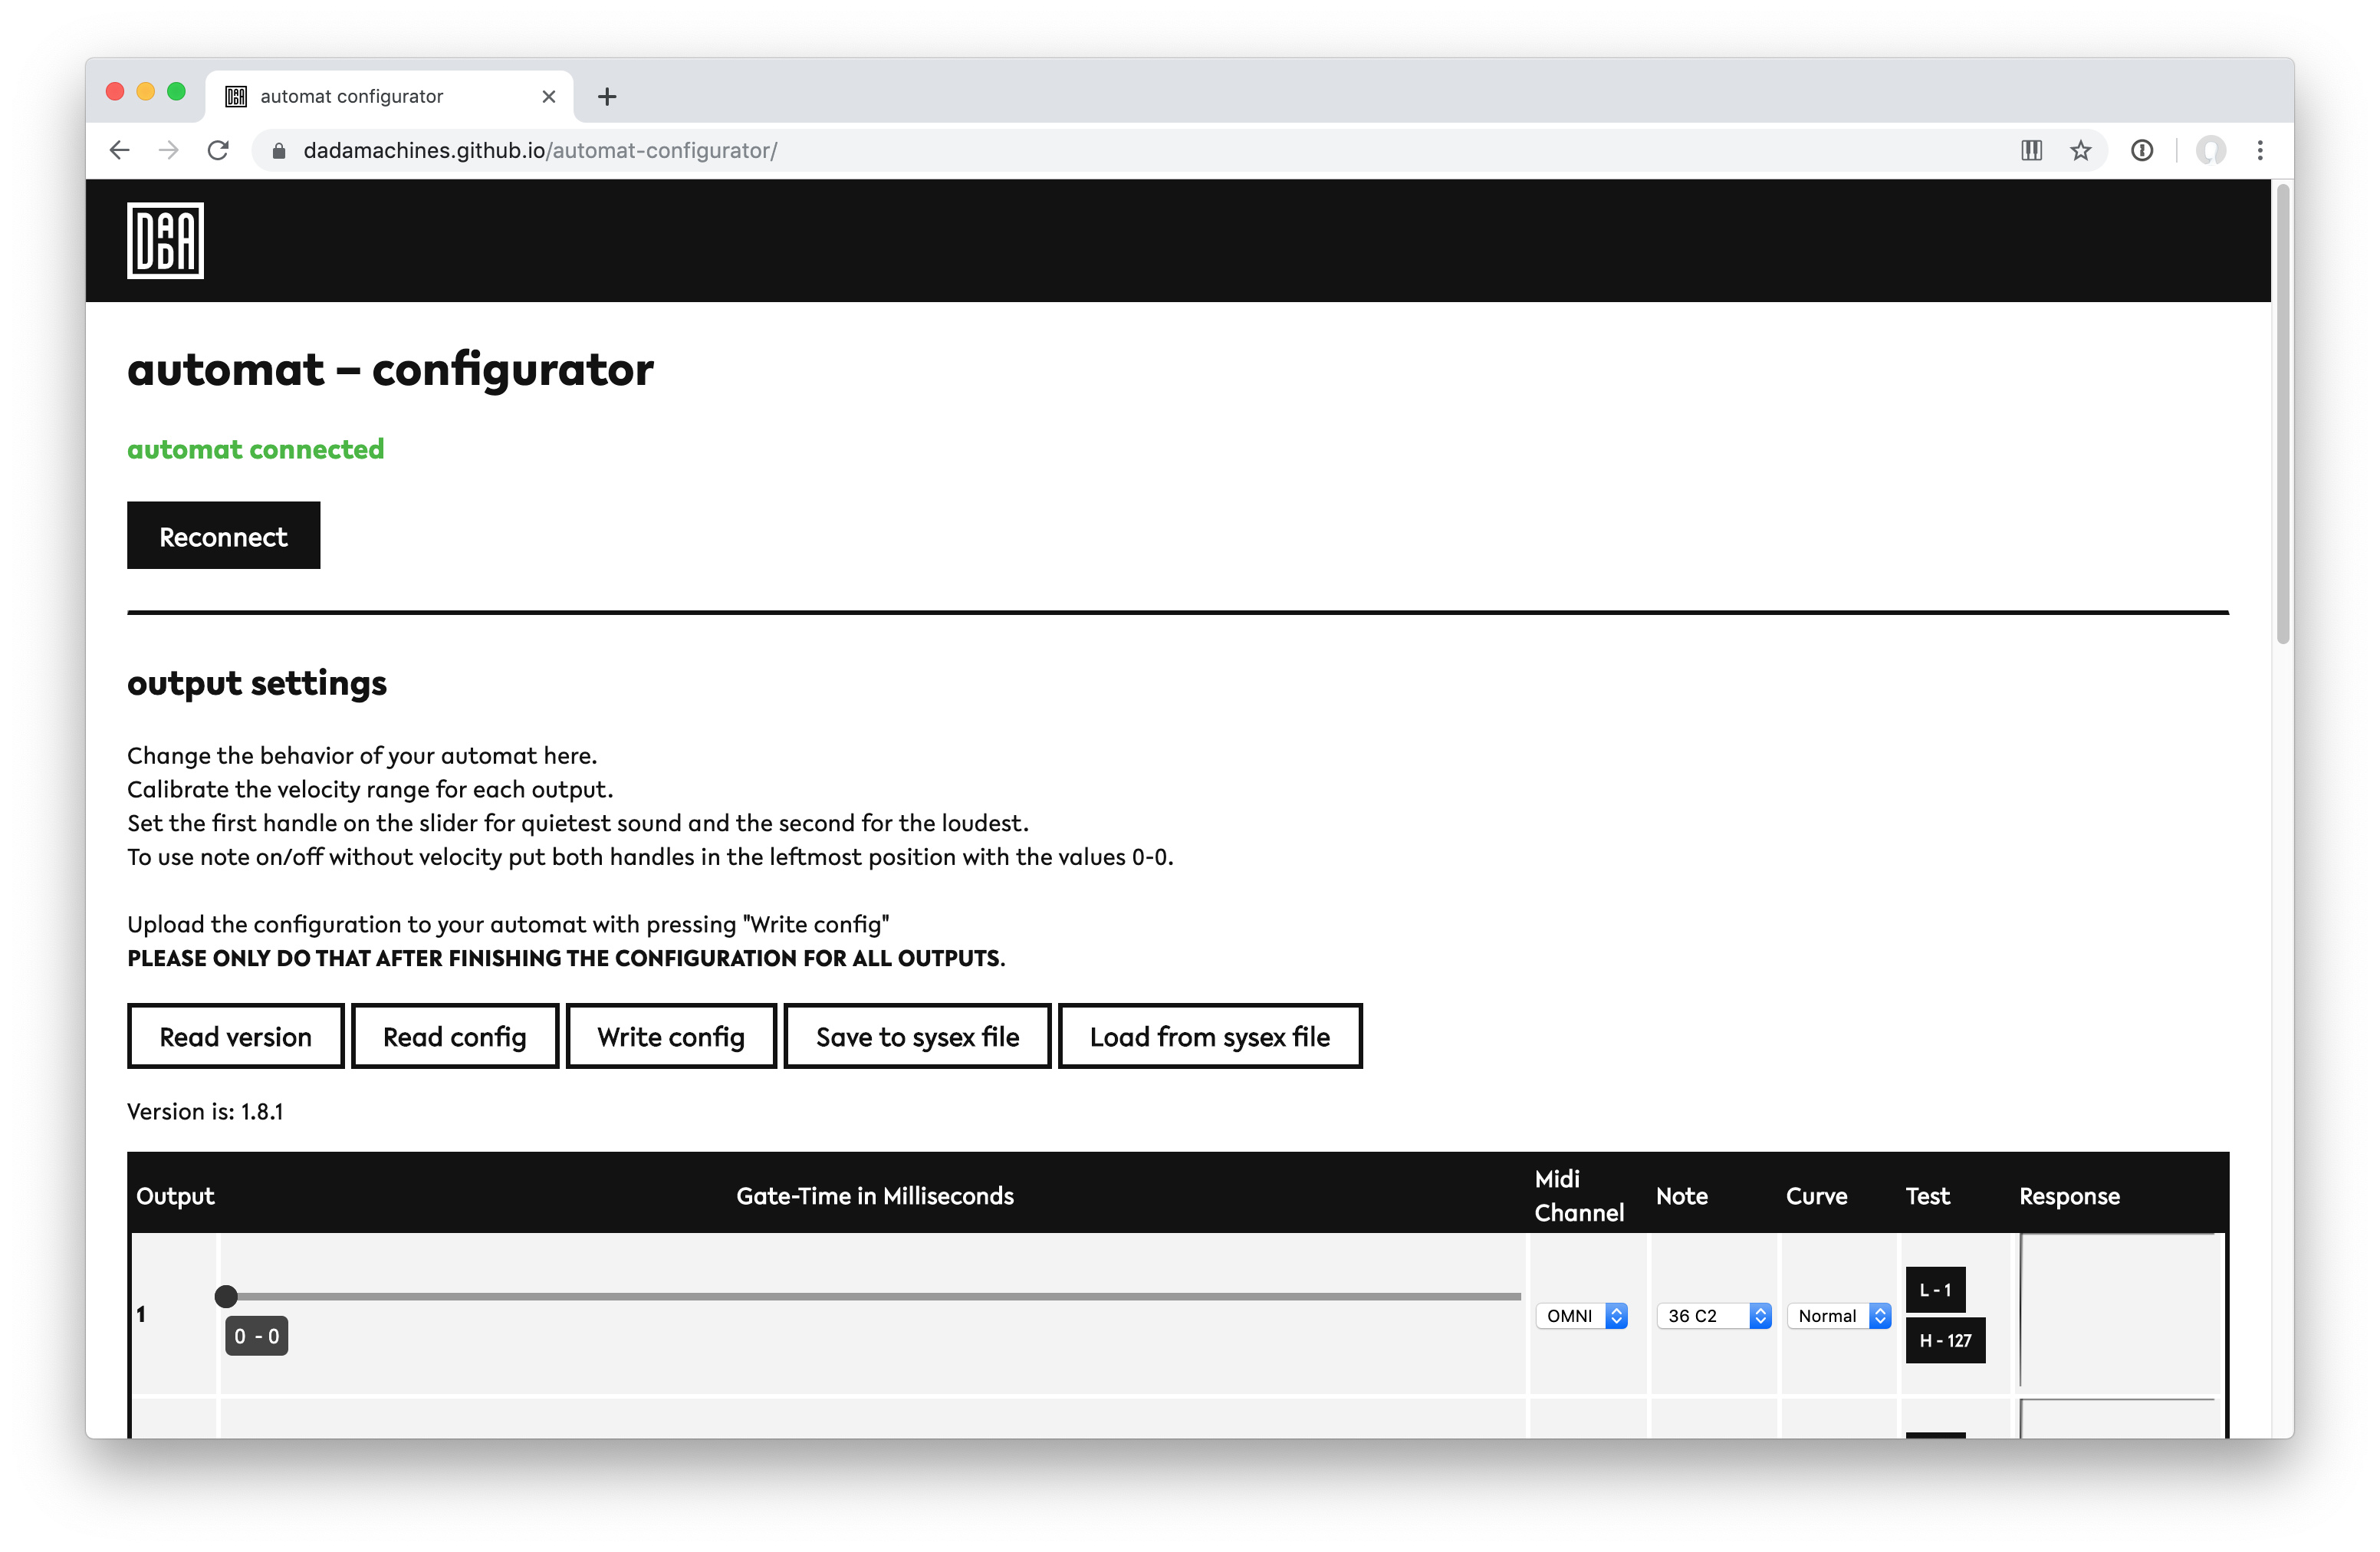 automat configurator
dadamachines.github.io/automat-configurator/
DADA
automat – configurator
automat connected
Reconnect
output settings
Change the behavior of your automat here.
Calibrate the velocity range for each output.
Set the first handle on the slider for quietest sound and the second for the loudest.
To use note on/off without velocity put both handles in the leftmost position with the values 0-0.
Upload the configuration to your automat with pressing "Write config"
PLEASE ONLY DO THAT AFTER FINISHING THE CONFIGURATION FOR ALL OUTPUTS.
Read version Read config Write config Save to sysex file Load from sysex file
Version is: 1.8.1
Output Gate-Time in Milliseconds Midi Channel Note Curve Test Response
1 0 - 0 OMNI 36 C2 Normal L - 1
H - 127